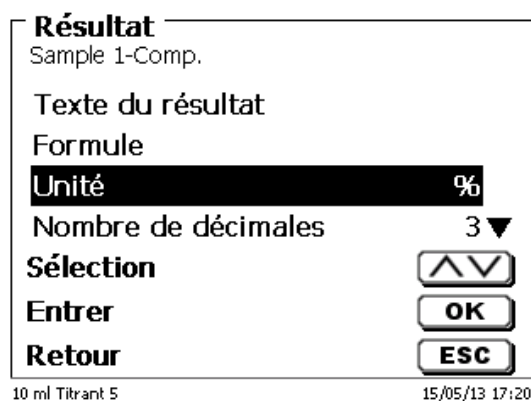 Résultat
Sample 1-Comp.
Texte du résultat
Formule
Unité %
Nombre de décimales 3
Sélection
Entrer OK
Retour ESC
10 ml Titrant 5 15/05/13 17:20